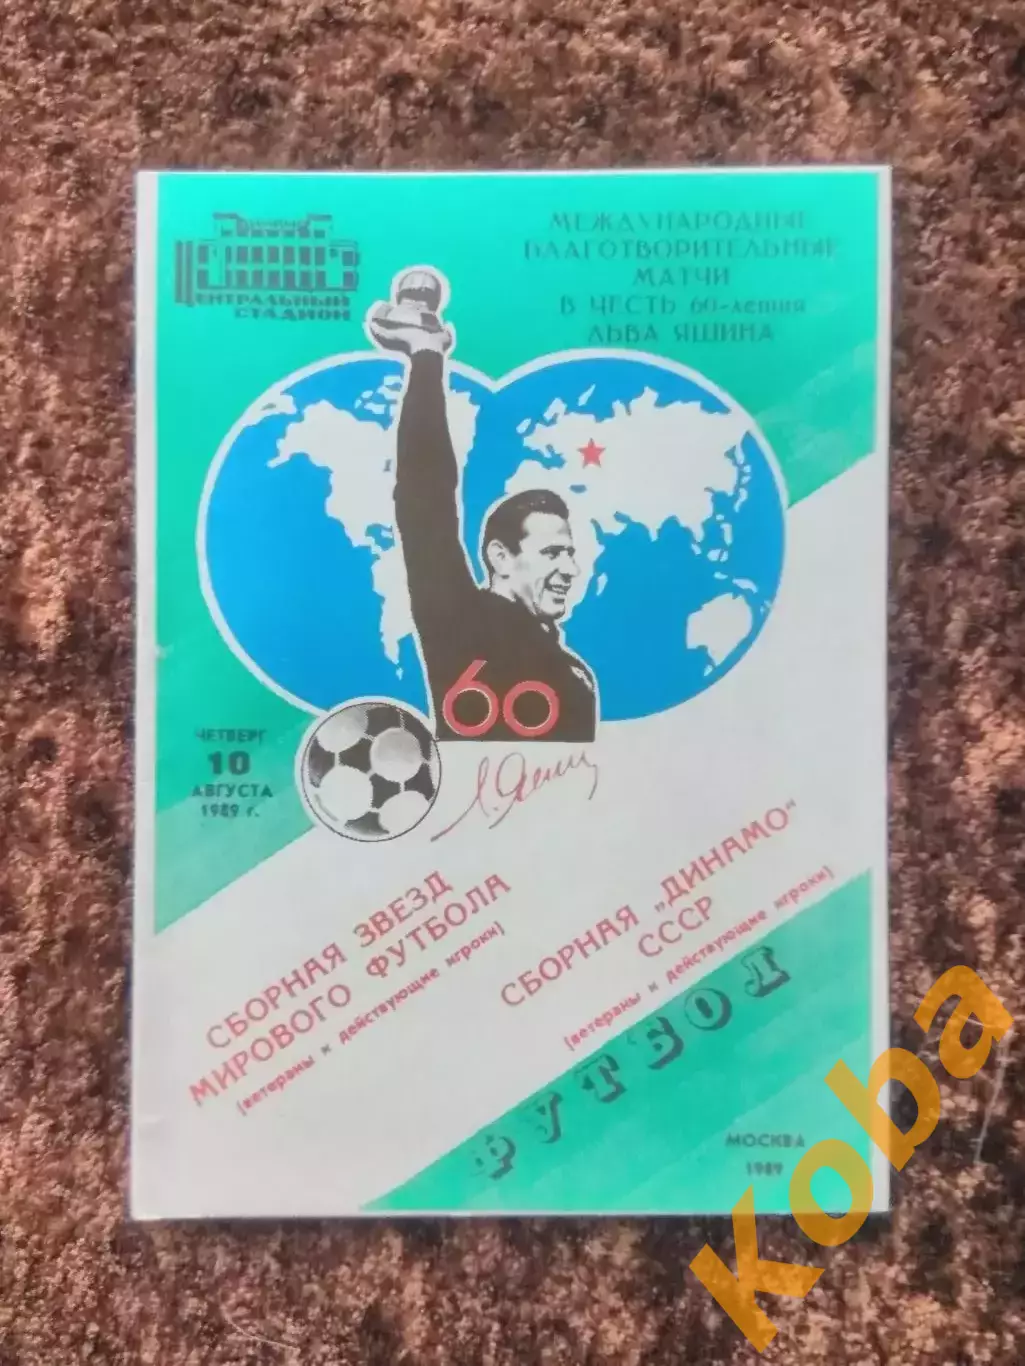 ЦЕНТРАЛЬНЫЙ
СТАДИОН
МЕЖДУНАРОДНЫЕ
БЛАГОТВОРИТЕЛЬНЫЕ
МАТЧИ
В ЧЕСТЬ 60-летия
ЛЬВА ЯШИНА
60
Л. Яшин
ЧЕТВЕРГ
10
АВГУСТА
1989 г.
СБОРНАЯ ЗВЕЗД
МИРОВОГО ФУТБОЛА
(ветераны и действующие игроки)
СБОРНАЯ „ДИНАМО"
СССР
(ветераны и действующие игроки)
ФУТБОЛ
МОСКВА
1989
Koba